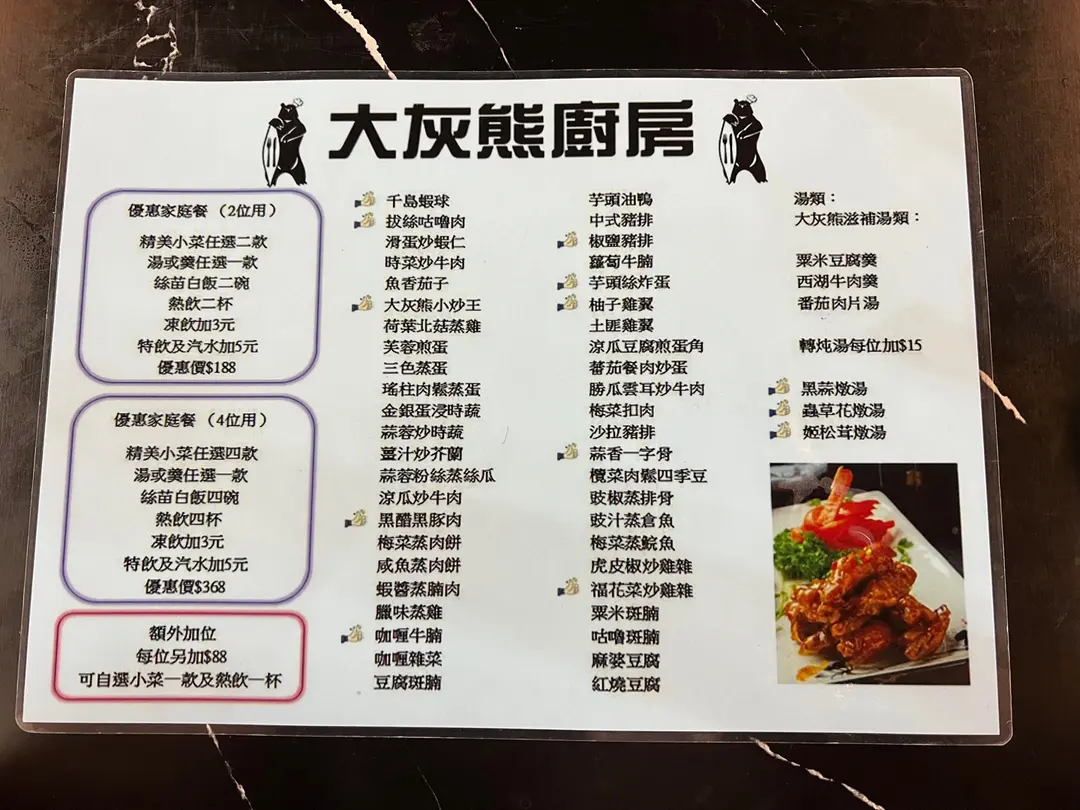 大灰熊廚房
優惠家庭餐 （2位用）
精美小菜任選二款
湯或羹任選一款
絲苗白飯二碗
熱飲二杯
凍飲加3元
特飲及汽水加5元
優惠價$188
優惠家庭餐 （4位用）
精美小菜任選四款
湯或羹任選一款
絲苗白飯四碗
熱飲四杯
凍飲加3元
特飲及汽水加5元
優惠價$368
額外加位
每位另加$88
可自選小菜一款及熱飲一杯
千島蝦球
拔絲咕嚕肉
滑蛋炒蝦仁
時菜炒牛肉
魚香茄子
大灰熊小炒王
荷葉北菇蒸雞
芙蓉煎蛋
三色蒸蛋
瑤柱肉鬆蒸蛋
金銀蛋浸時蔬
蒜蓉炒時蔬
薑汁炒芥蘭
蒜蓉粉絲蒸絲瓜
涼瓜炒牛肉
黑醋黑豚肉
梅菜蒸肉餅
咸魚蒸肉餅
蝦醬蒸腩肉
臘味蒸雞
咖喱牛腩
咖喱雜菜
豆腐斑腩
芋頭油鴨
中式豬排
椒鹽豬排
蘿蔔牛腩
芋頭絲炸蛋
柚子雞翼
土匪雞翼
涼瓜豆腐煎蛋角
蕃茄餐肉炒蛋
勝瓜雲耳炒牛肉
梅菜扣肉
沙拉豬排
蒜香一字骨
欖菜肉鬆四季豆
豉椒蒸排骨
豉汁蒸倉魚
梅菜蒸鯇魚
虎皮椒炒雞雜
福花菜炒雞雜
粟米斑腩
咕嚕斑腩
麻婆豆腐
紅燒豆腐
湯類：
大灰熊滋補湯類：
粟米豆腐羹
西湖牛肉羹
番茄肉片湯
轉炖湯每位加$15
黑蒜燉湯
蟲草花燉湯
姬松茸燉湯